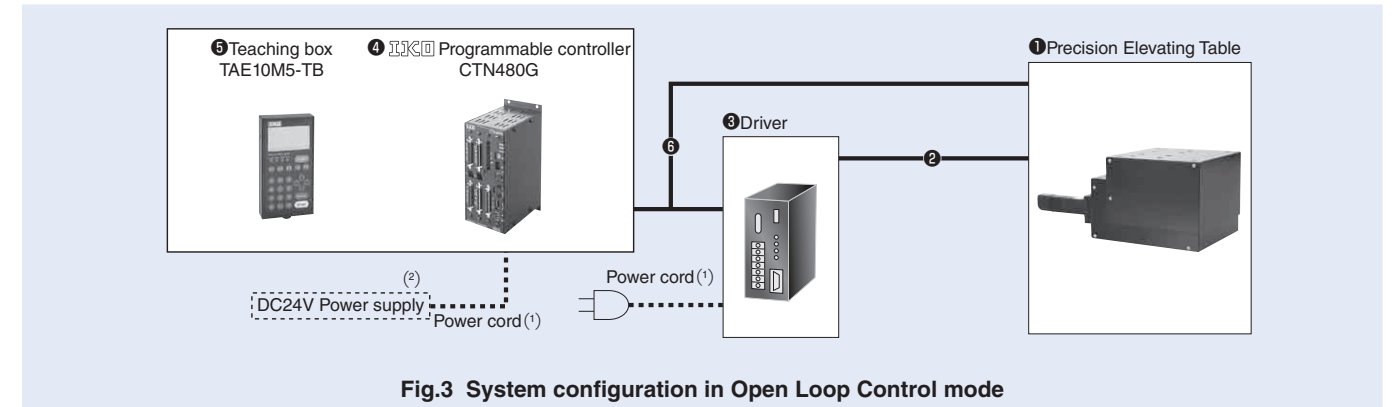 ❺Teaching box
TAE10M5-TB
❹ IKO Programmable controller
CTN480G
❶Precision Elevating Table
❸Driver
❻
❷
(2)
DC24V Power supply
Power cord(1)
Power cord(1)
Fig.3 System configuration in Open Loop Control mode